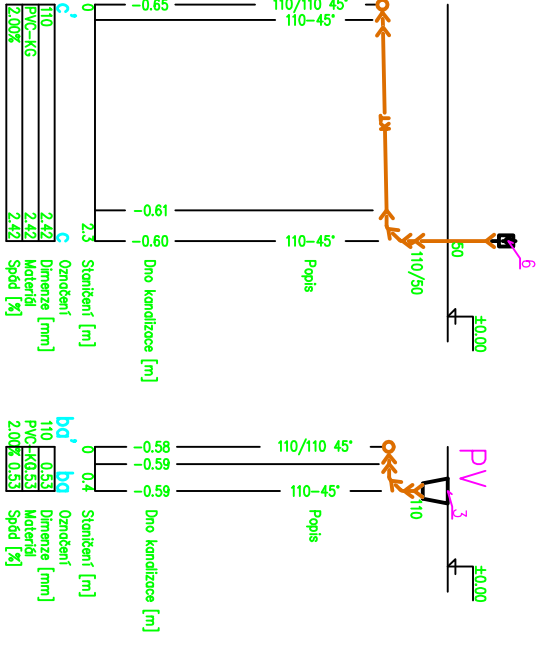 -0.65
110/110 45°
110-45°
-0.61
-0.60
110-45°
110/50
50
6
±0.00
c'
c
0
2.3
110
2.42
PVC-KG
2.42
2.00%
2.42
Staničení [m]
Označení
Dimenze [mm]
Materiál
Spád [%]
Dno kanalizace [m]
Popis
-0.58
110/110 45°
-0.59
-0.59
110-45°
110
PV
3
±0.00
ba'
ba
0
0.4
110
0.53
PVC-KG
0.53
2.00%
0.53
Staničení [m]
Označení
Dimenze [mm]
Materiál
Spád [%]
Dno kanalizace [m]
Popis